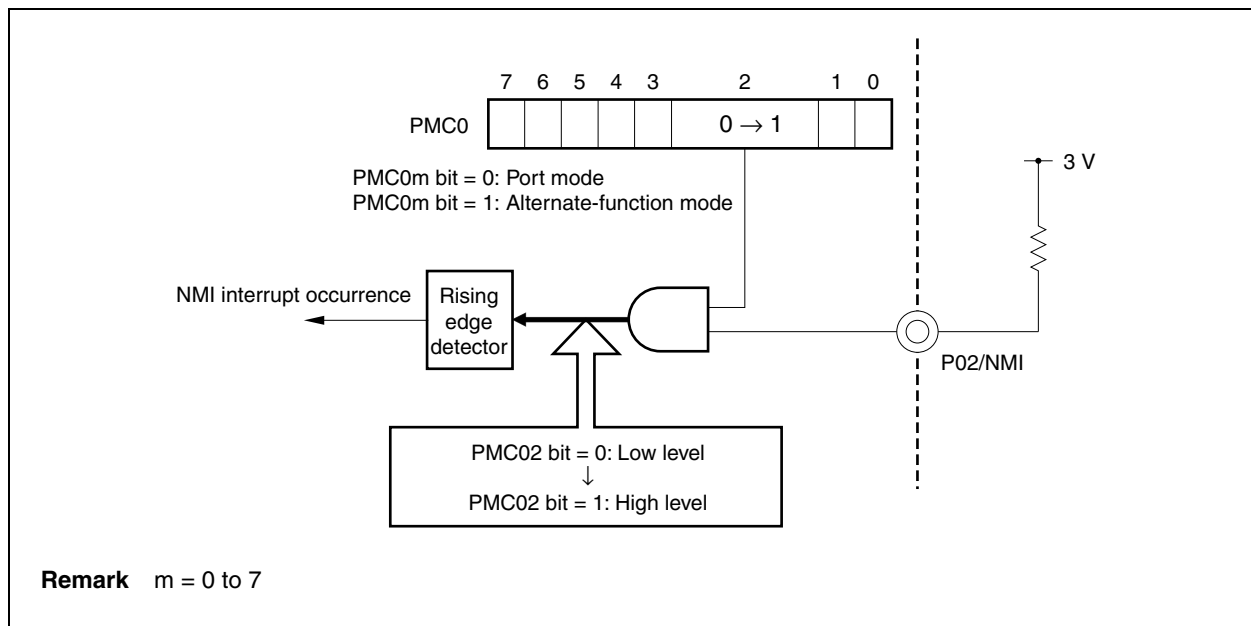 7 6 5 4 3 2 1 0
PMC0 0 → 1
3 V
PMC0m bit = 0: Port mode
PMC0m bit = 1: Alternate-function mode
NMI interrupt occurrence
Rising
edge
detector
P02/NMI
PMC02 bit = 0: Low level
↓
PMC02 bit = 1: High level
Remark m = 0 to 7